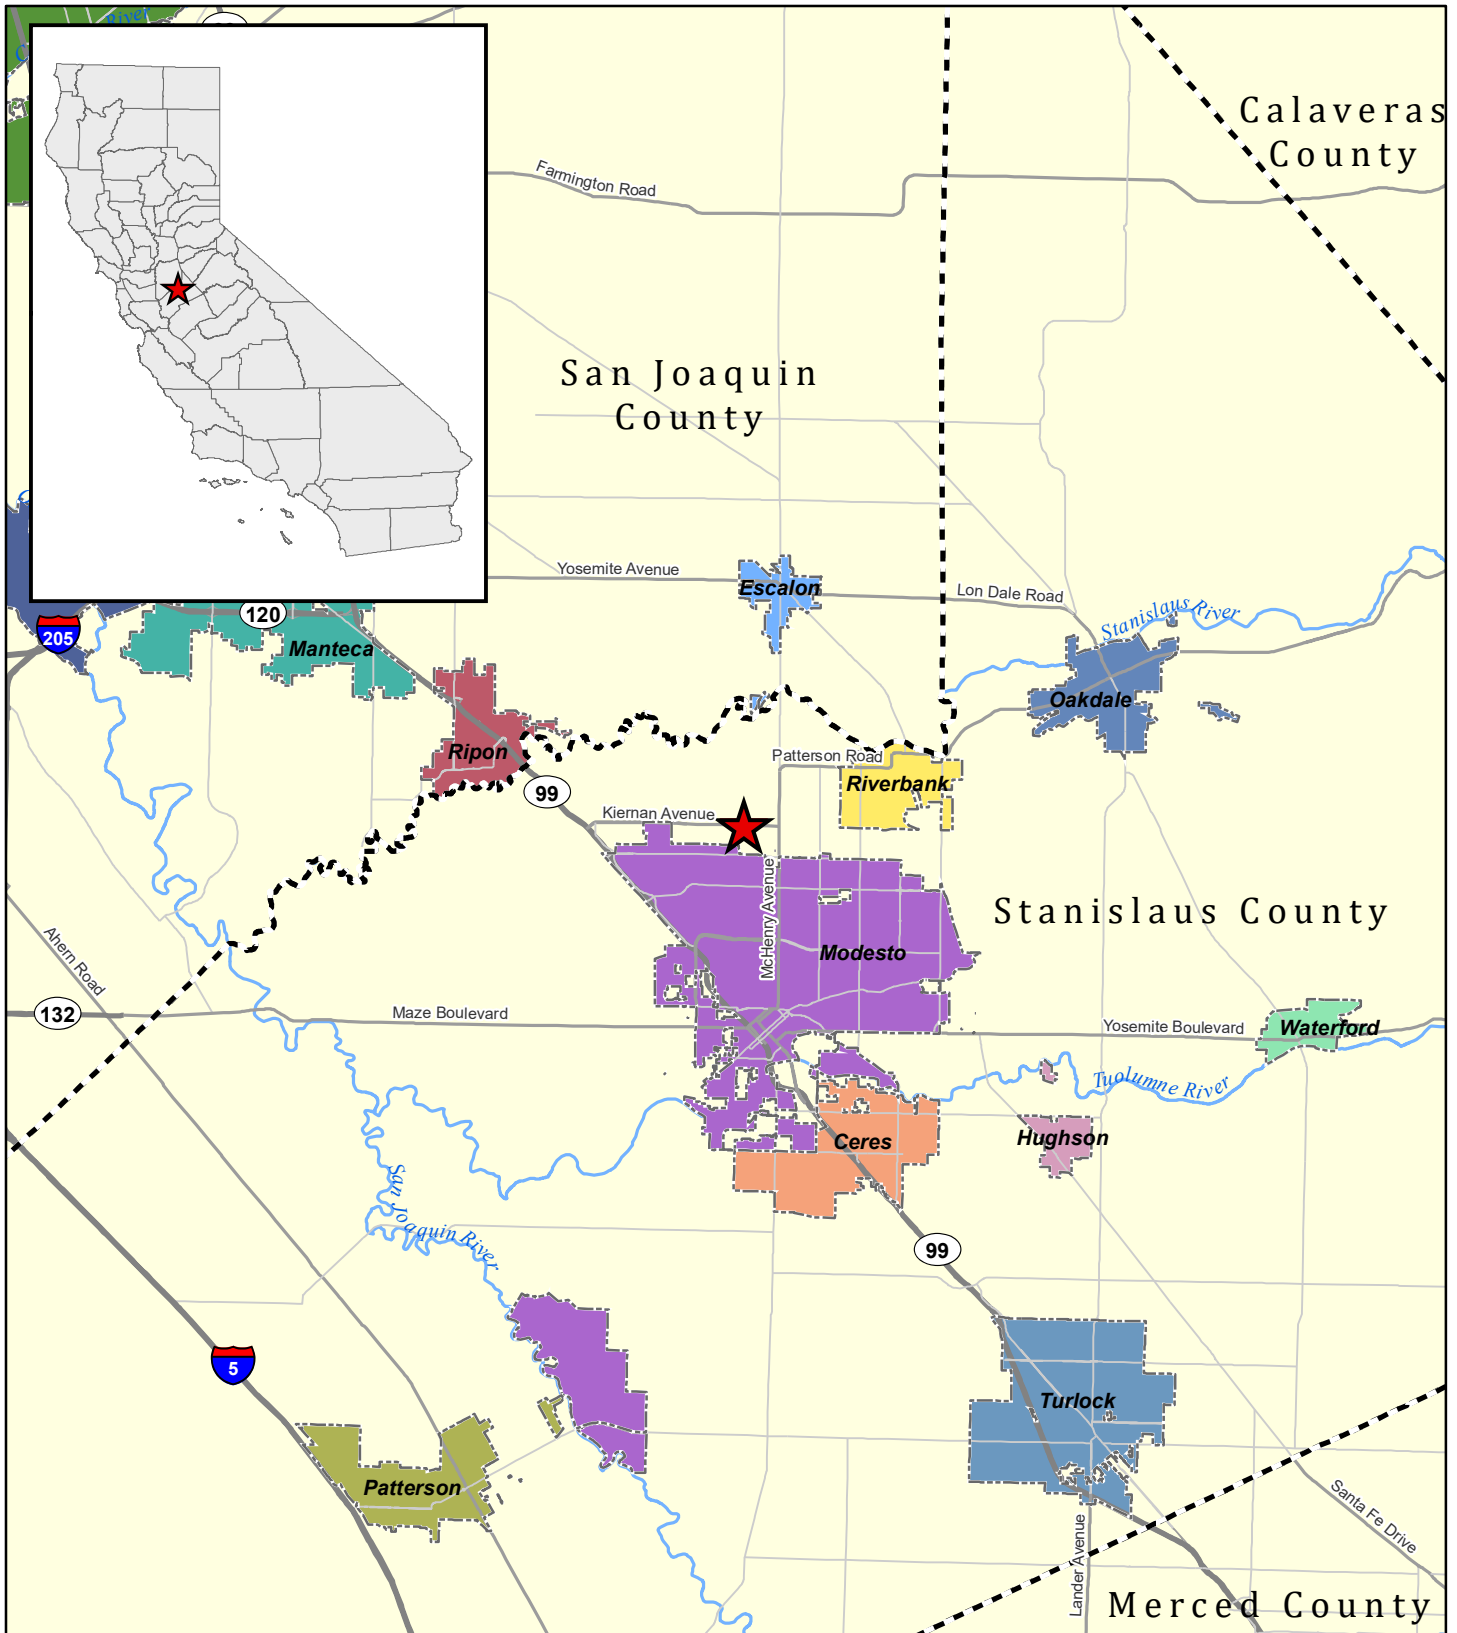 River
Calaveras
County
Farmington Road
San Joaquin
County
Yosemite Avenue
Escalon
Lon Dale Road
Stanislaus River
120
205
Manteca
Oakdale
Ripon
Patterson Road
Riverbank
99
Kiernan Avenue
McHenry Avenue
Stanislaus County
Modesto
Ahern Road
132
Maze Boulevard
Yosemite Boulevard
Waterford
Tuolumne River
Ceres
Hughson
San Joaquin River
99
5
Turlock
Patterson
Santa Fe Drive
Lander Avenue
Merced County